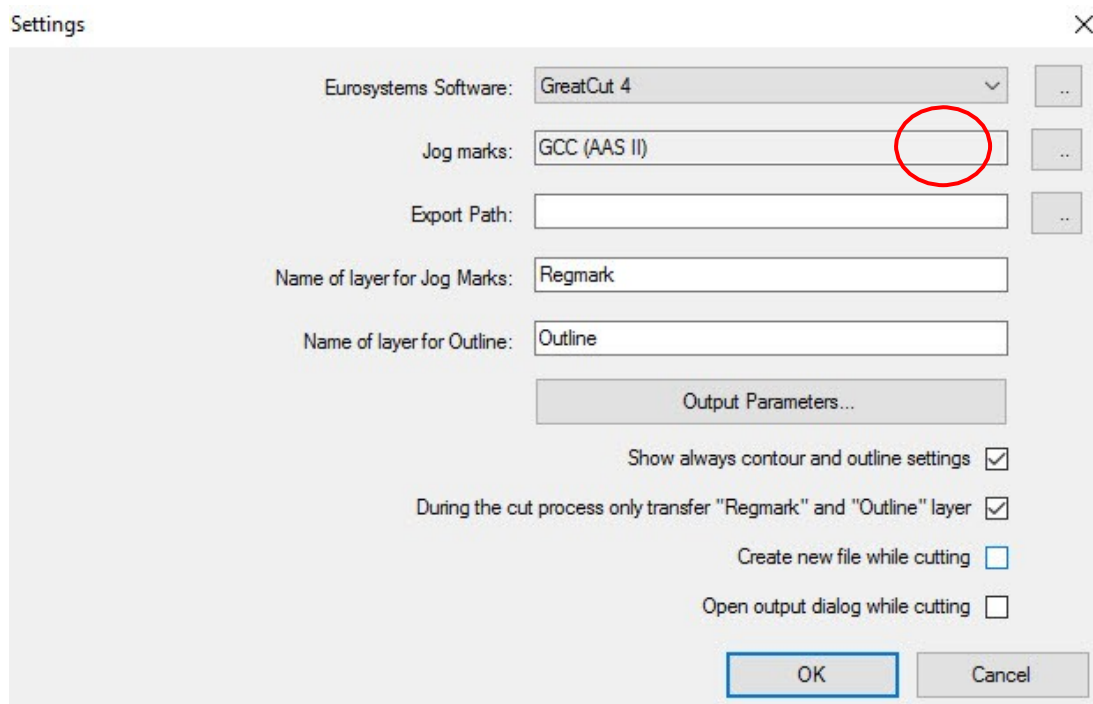 Settings
Eurosystems Software: GreatCut 4 ..
Jog marks: GCC (AAS II) ..
Export Path: ..
Name of layer for Jog Marks: Regmark
Name of layer for Outline: Outline
Output Parameters...
Show always contour and outline settings
During the cut process only transfer "Regmark" and "Outline" layer
Create new file while cutting
Open output dialog while cutting
OK Cancel